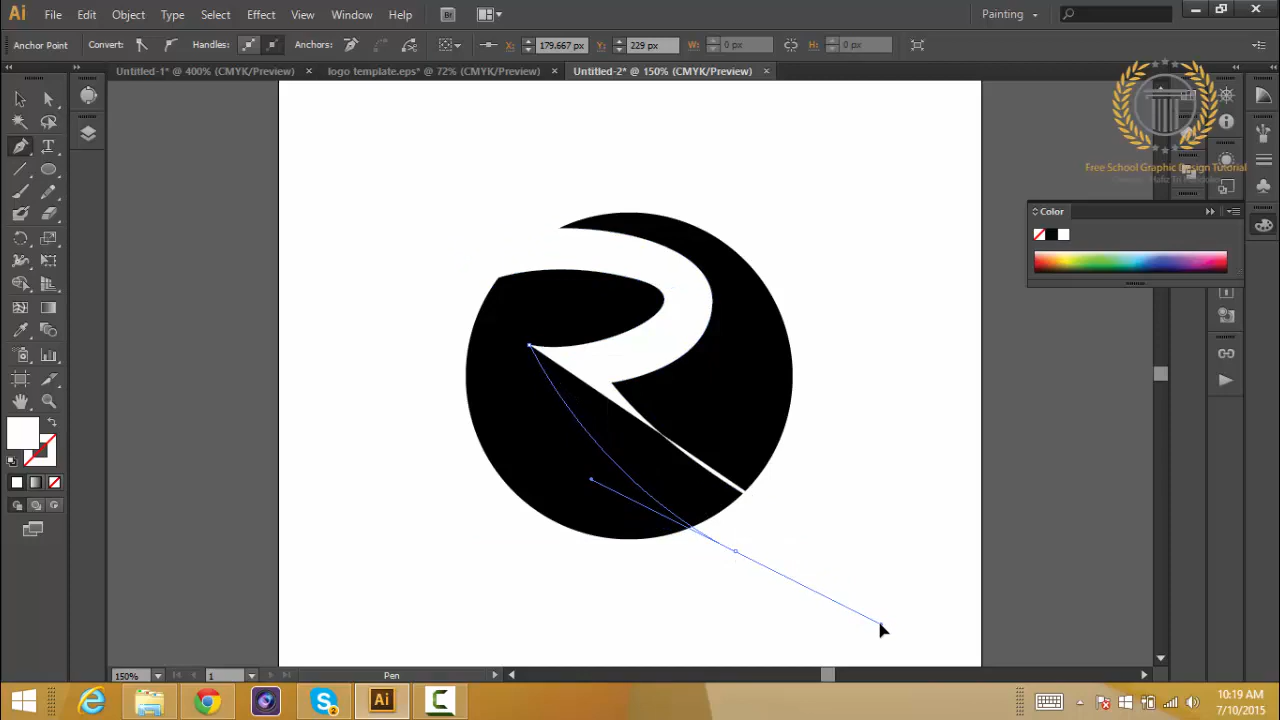 Ai File Edit Object Type Select Effect View Window Help Br Painting
Anchor Point Convert: Handles: Anchors: X: 179.667 px Y: 229 px W: 0 px H: 0 px
Untitled-1* @ 400% (CMYK/Preview) × logo template.eps* @ 72% (CMYK/Preview) × Untitled-2* @ 150% (CMYK/Preview) ×
Free School Graphic Design Tutorial
Color
R
150% 1 Pen
Ai
10:19 AM
7/10/2015